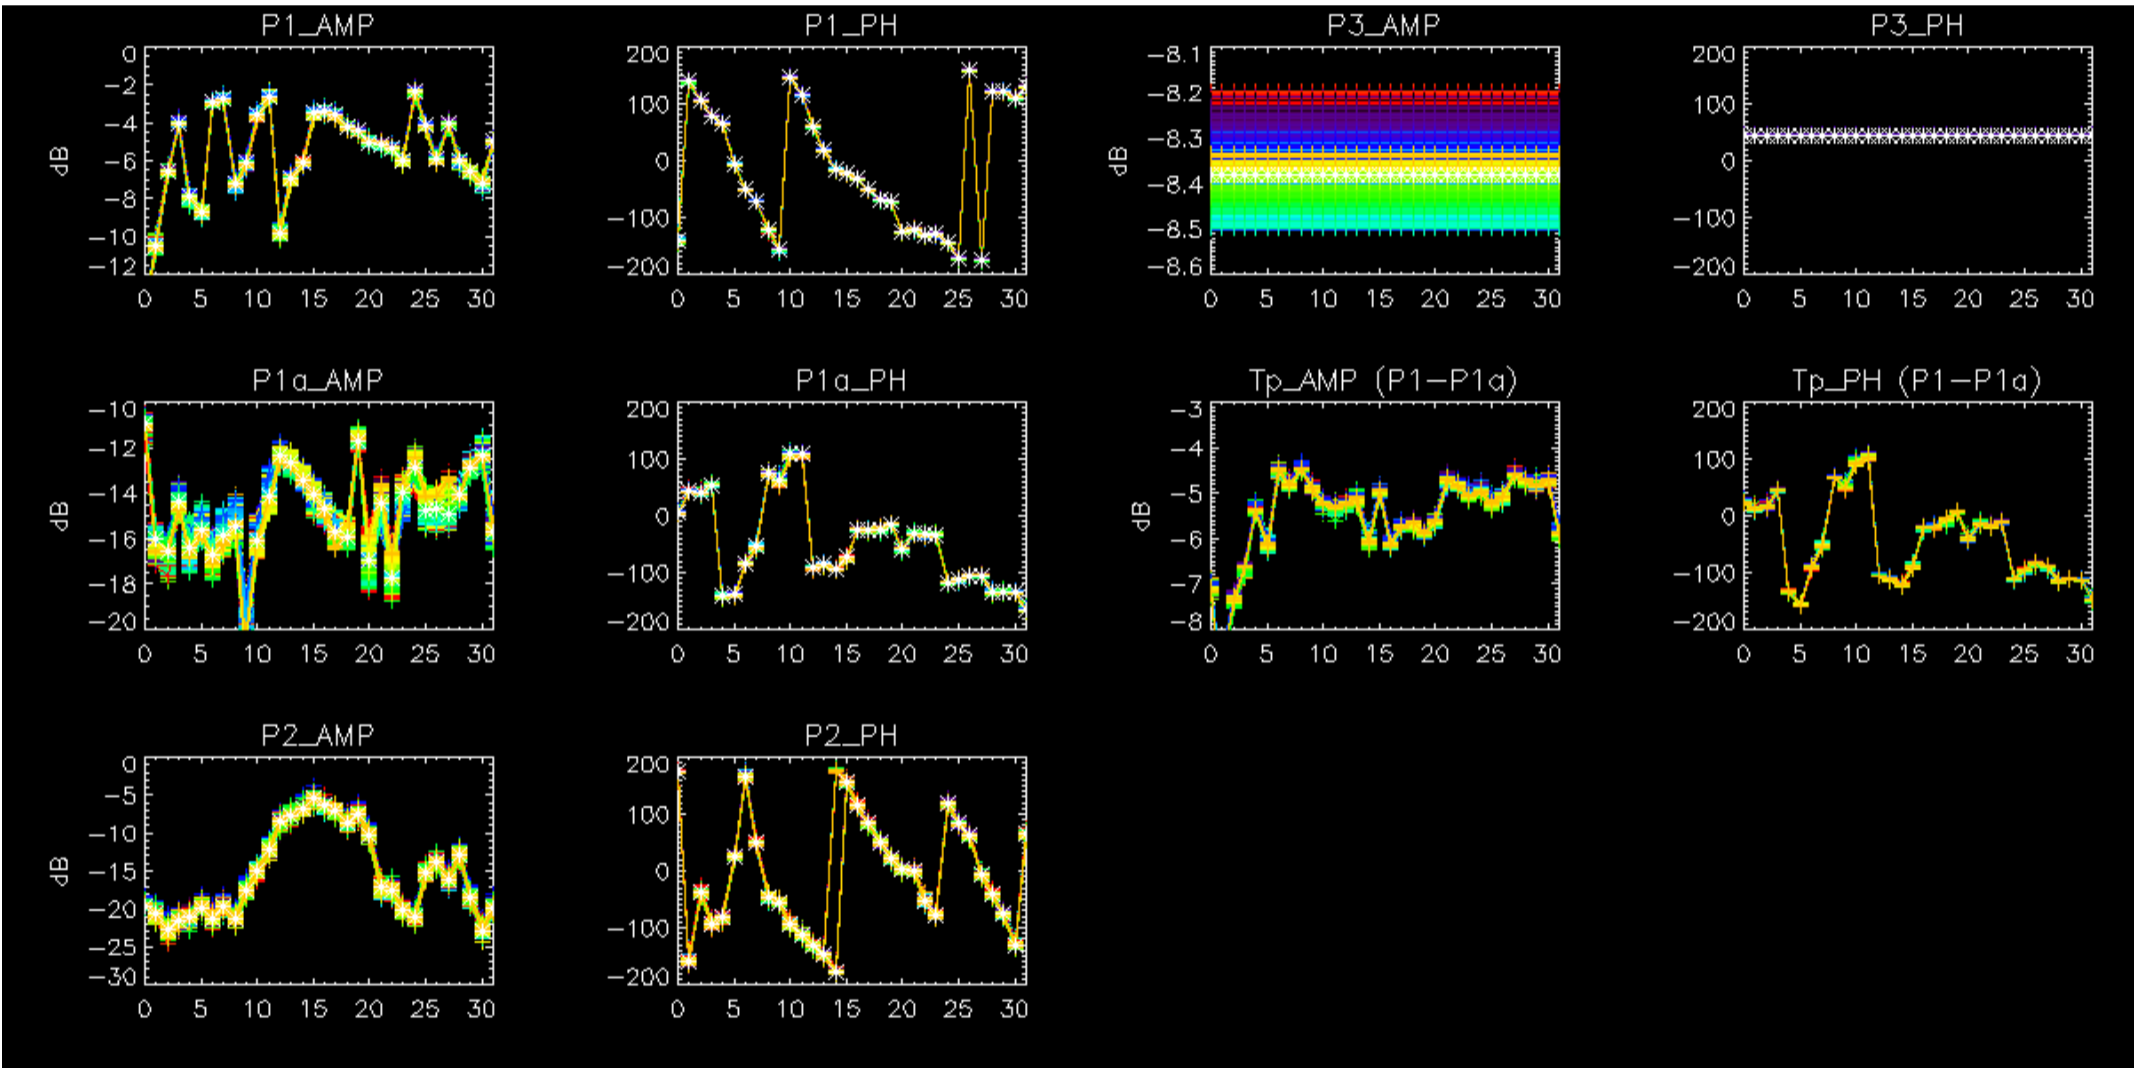 P1_AMP P1_PH P3_AMP P3_PH
0 200 -8.1 200
-2 100 -8.2 100
-4 0 -8.3 0
-6 -100 -8.4 -100
-8 -200 -8.5 -200
-10 -8.6
-12
dB dB
0 5 10 15 20 25 30 0 5 10 15 20 25 30 0 5 10 15 20 25 30 0 5 10 15 20 25 30
P1a_AMP P1a_PH Tp_AMP (P1-P1a) Tp_PH (P1-P1a)
-10 200 -3 200
-12 100 -4 100
-14 0 -5 0
-16 -100 -6 -100
-18 -200 -7 -200
-20 -8
dB dB
0 5 10 15 20 25 30 0 5 10 15 20 25 30 0 5 10 15 20 25 30 0 5 10 15 20 25 30
P2_AMP P2_PH
0 200
-5 100
-10 0
-15 -100
-20 -200
-25
-30
dB
0 5 10 15 20 25 30 0 5 10 15 20 25 30